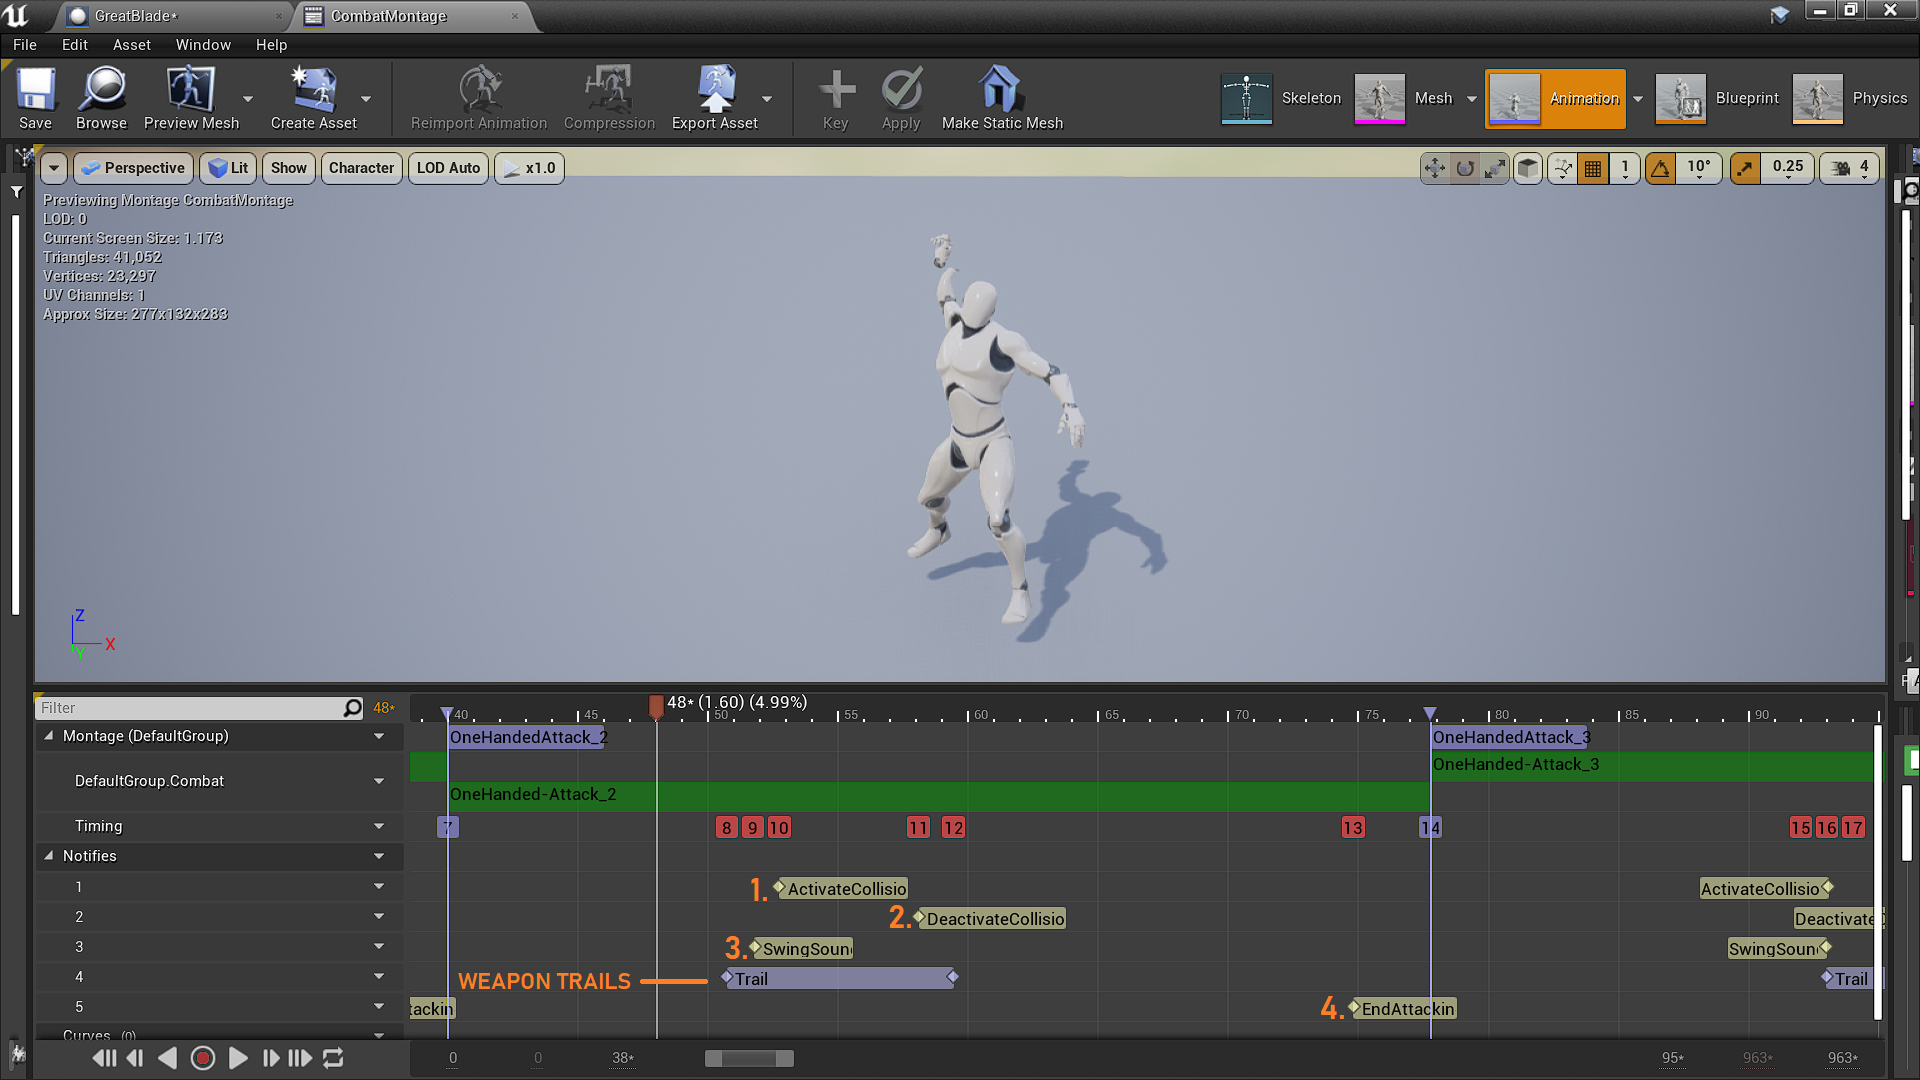 GreatBlade*
CombatMontage
File Edit Asset Window Help
Save Browse Preview Mesh Create Asset Reimport Animation Compression Export Asset Key Apply Make Static Mesh Skeleton Mesh Animation Blueprint Physics
Perspective Lit Show Character LOD Auto x1.0 1 10° 0.25 4
Previewing Montage CombatMontage
LOD: 0
Current Screen Size: 1.173
Triangles: 41,052
Vertices: 23,297
UV Channels: 1
Approx Size: 277x132x283
Z
X
Y
Filter 48* 48* (1.60) (4.99%)
40 45 50 55 60 65 70 75 80 85 90
Montage (DefaultGroup) OneHandedAttack_2 OneHandedAttack_3
OneHanded-Attack_3
DefaultGroup.Combat
OneHanded-Attack_2
Timing 7 8 9 10 11 12 13 14 15 16 17
Notifies
1 1. ActivateCollisio ActivateCollisio
2 2. DeactivateCollisio Deactivate
3 3. SwingSoun SwingSoun
4 WEAPON TRAILS Trail Trail
5 tackin 4. EndAttackin
Curves (0)
0 0 38* 95* 963* 963*